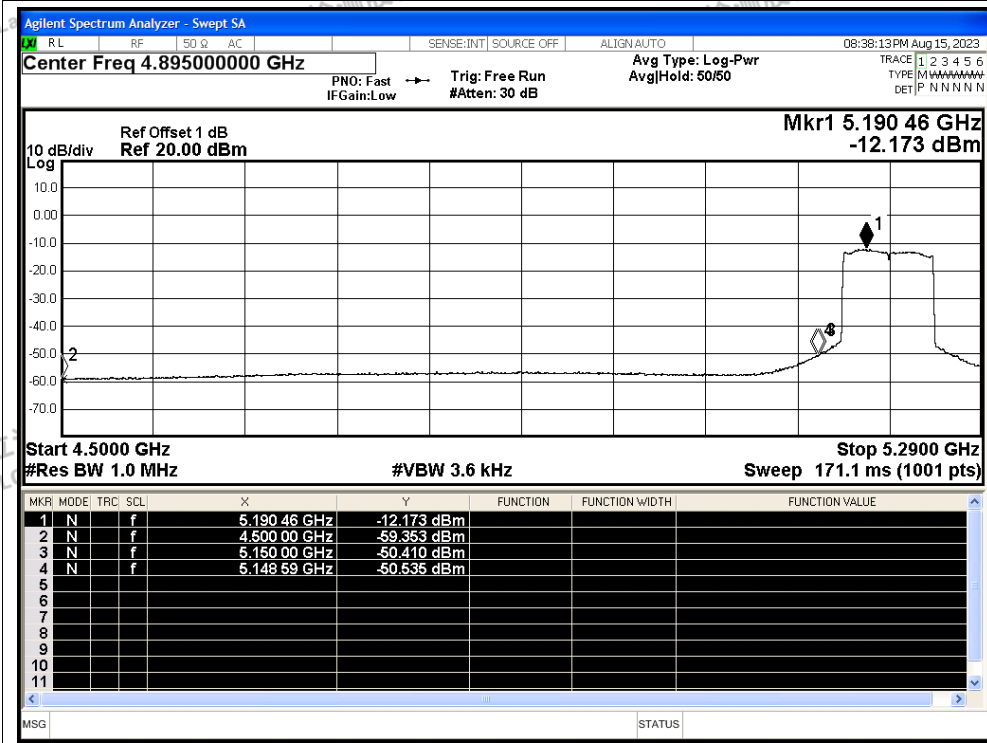 Agilent Spectrum Analyzer - Swept SA
LXI RL RF 50 Ω AC SENSE:INT SOURCE OFF ALIGN AUTO 08:38:13 PM Aug 15, 2023
Center Freq 4.895000000 GHz
PNO: Fast
IFGain:Low
Trig: Free Run
#Atten: 30 dB
Avg Type: Log-Pwr
Avg|Hold: 50/50
TRACE 1 2 3 4 5 6
TYPE M
DET P N N N N N
Mkr1 5.190 46 GHz
-12.173 dBm
Ref Offset 1 dB
10 dB/div Ref 20.00 dBm
Log
10.0
0.00
-10.0
-20.0
-30.0
-40.0
-50.0
-60.0
-70.0
1
2
4
Start 4.5000 GHz Stop 5.2900 GHz
#Res BW 1.0 MHz #VBW 3.6 kHz Sweep 171.1 ms (1001 pts)
MKR MODE TRC SCL X Y FUNCTION FUNCTION WIDTH FUNCTION VALUE
1 N f 5.190 46 GHz -12.173 dBm
2 N f 4.500 00 GHz -59.353 dBm
3 N f 5.150 00 GHz -50.410 dBm
4 N f 5.148 59 GHz -50.535 dBm
5
6
7
8
9
10
11
MSG STATUS